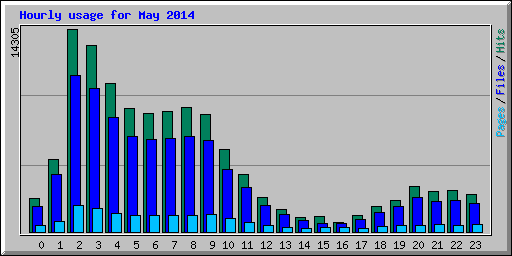 Hourly usage for May 2014
14305
Pages/Files/Hits
0 1 2 3 4 5 6 7 8 9 10 11 12 13 14 15 16 17 18 19 20 21 22 23